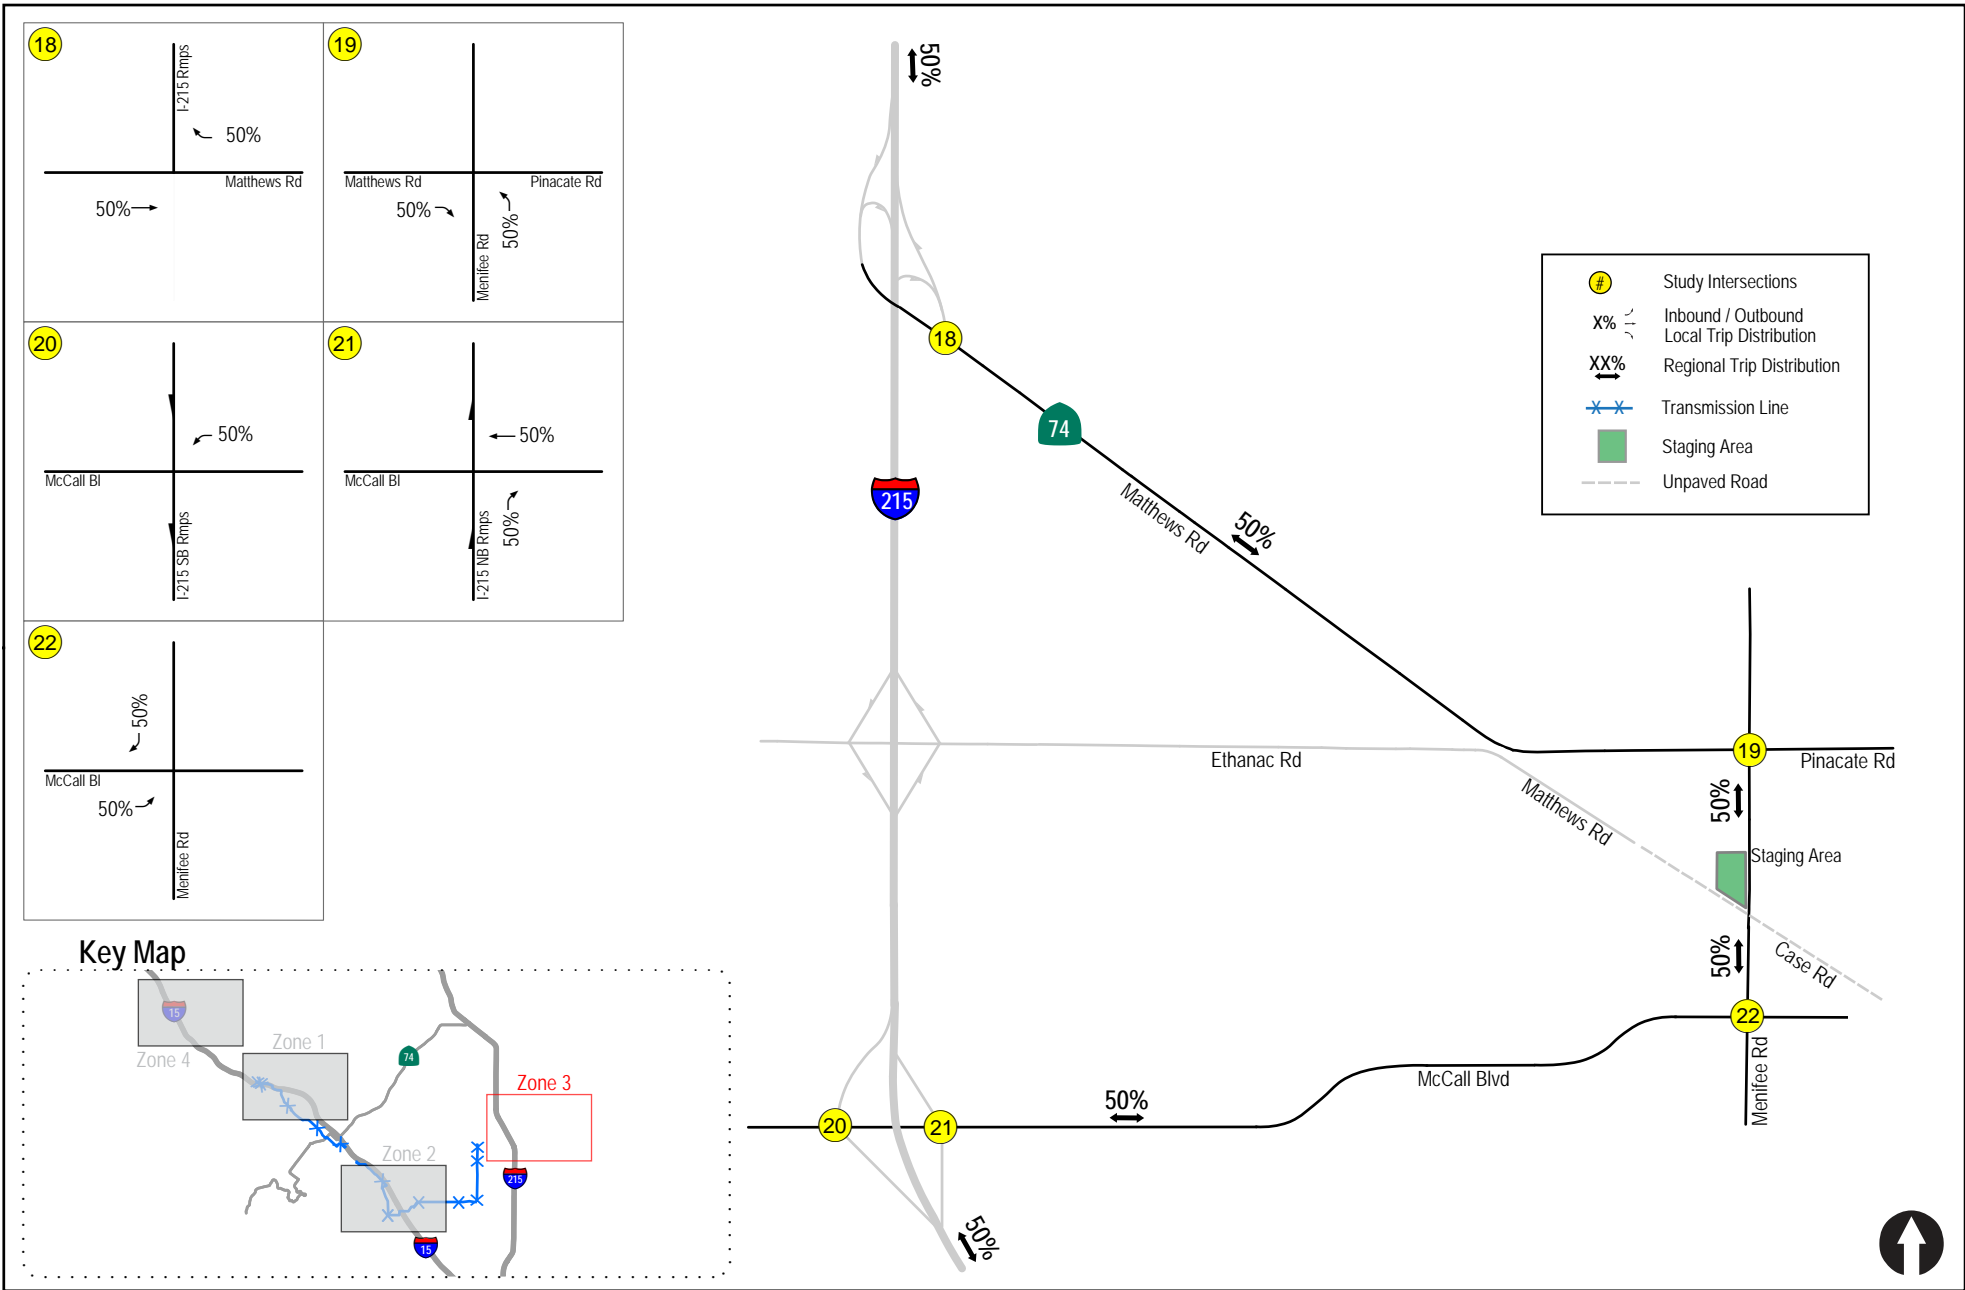 18
I-215 Rmps
50%
Matthews Rd
50%
19
Matthews Rd
Pinacate Rd
50%
50%
Menifee Rd
20
50%
McCall Bl
I-215 SB Rmps
21
50%
McCall Bl
50%
I-215 NB Rmps
22
50%
McCall Bl
50%
Menifee Rd
50%
18
74
215
Matthews Rd
50%
Ethanac Rd
19
Pinacate Rd
50%
Matthews Rd
Staging Area
50%
Case Rd
22
Menifee Rd
McCall Blvd
50%
20
21
50%
# Study Intersections
X% Inbound / Outbound
Local Trip Distribution
XX% Regional Trip Distribution
Transmission Line
Staging Area
Unpaved Road
Key Map
15
Zone 4
Zone 1
74
Zone 3
Zone 2
215
15